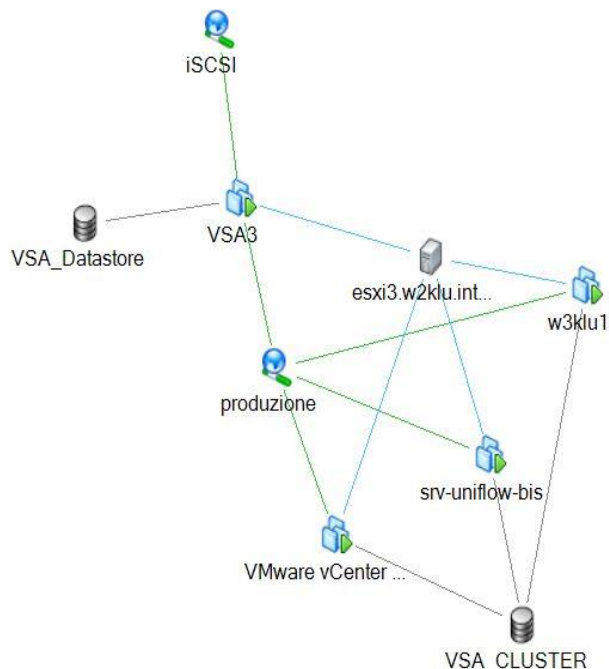 iSCSI
VSA3
VSA_Datastore
esxi3.w2klu.int...
w3klu1
produzione
srv-uniflow-bis
VMware vCenter ...
VSA_CLUSTER